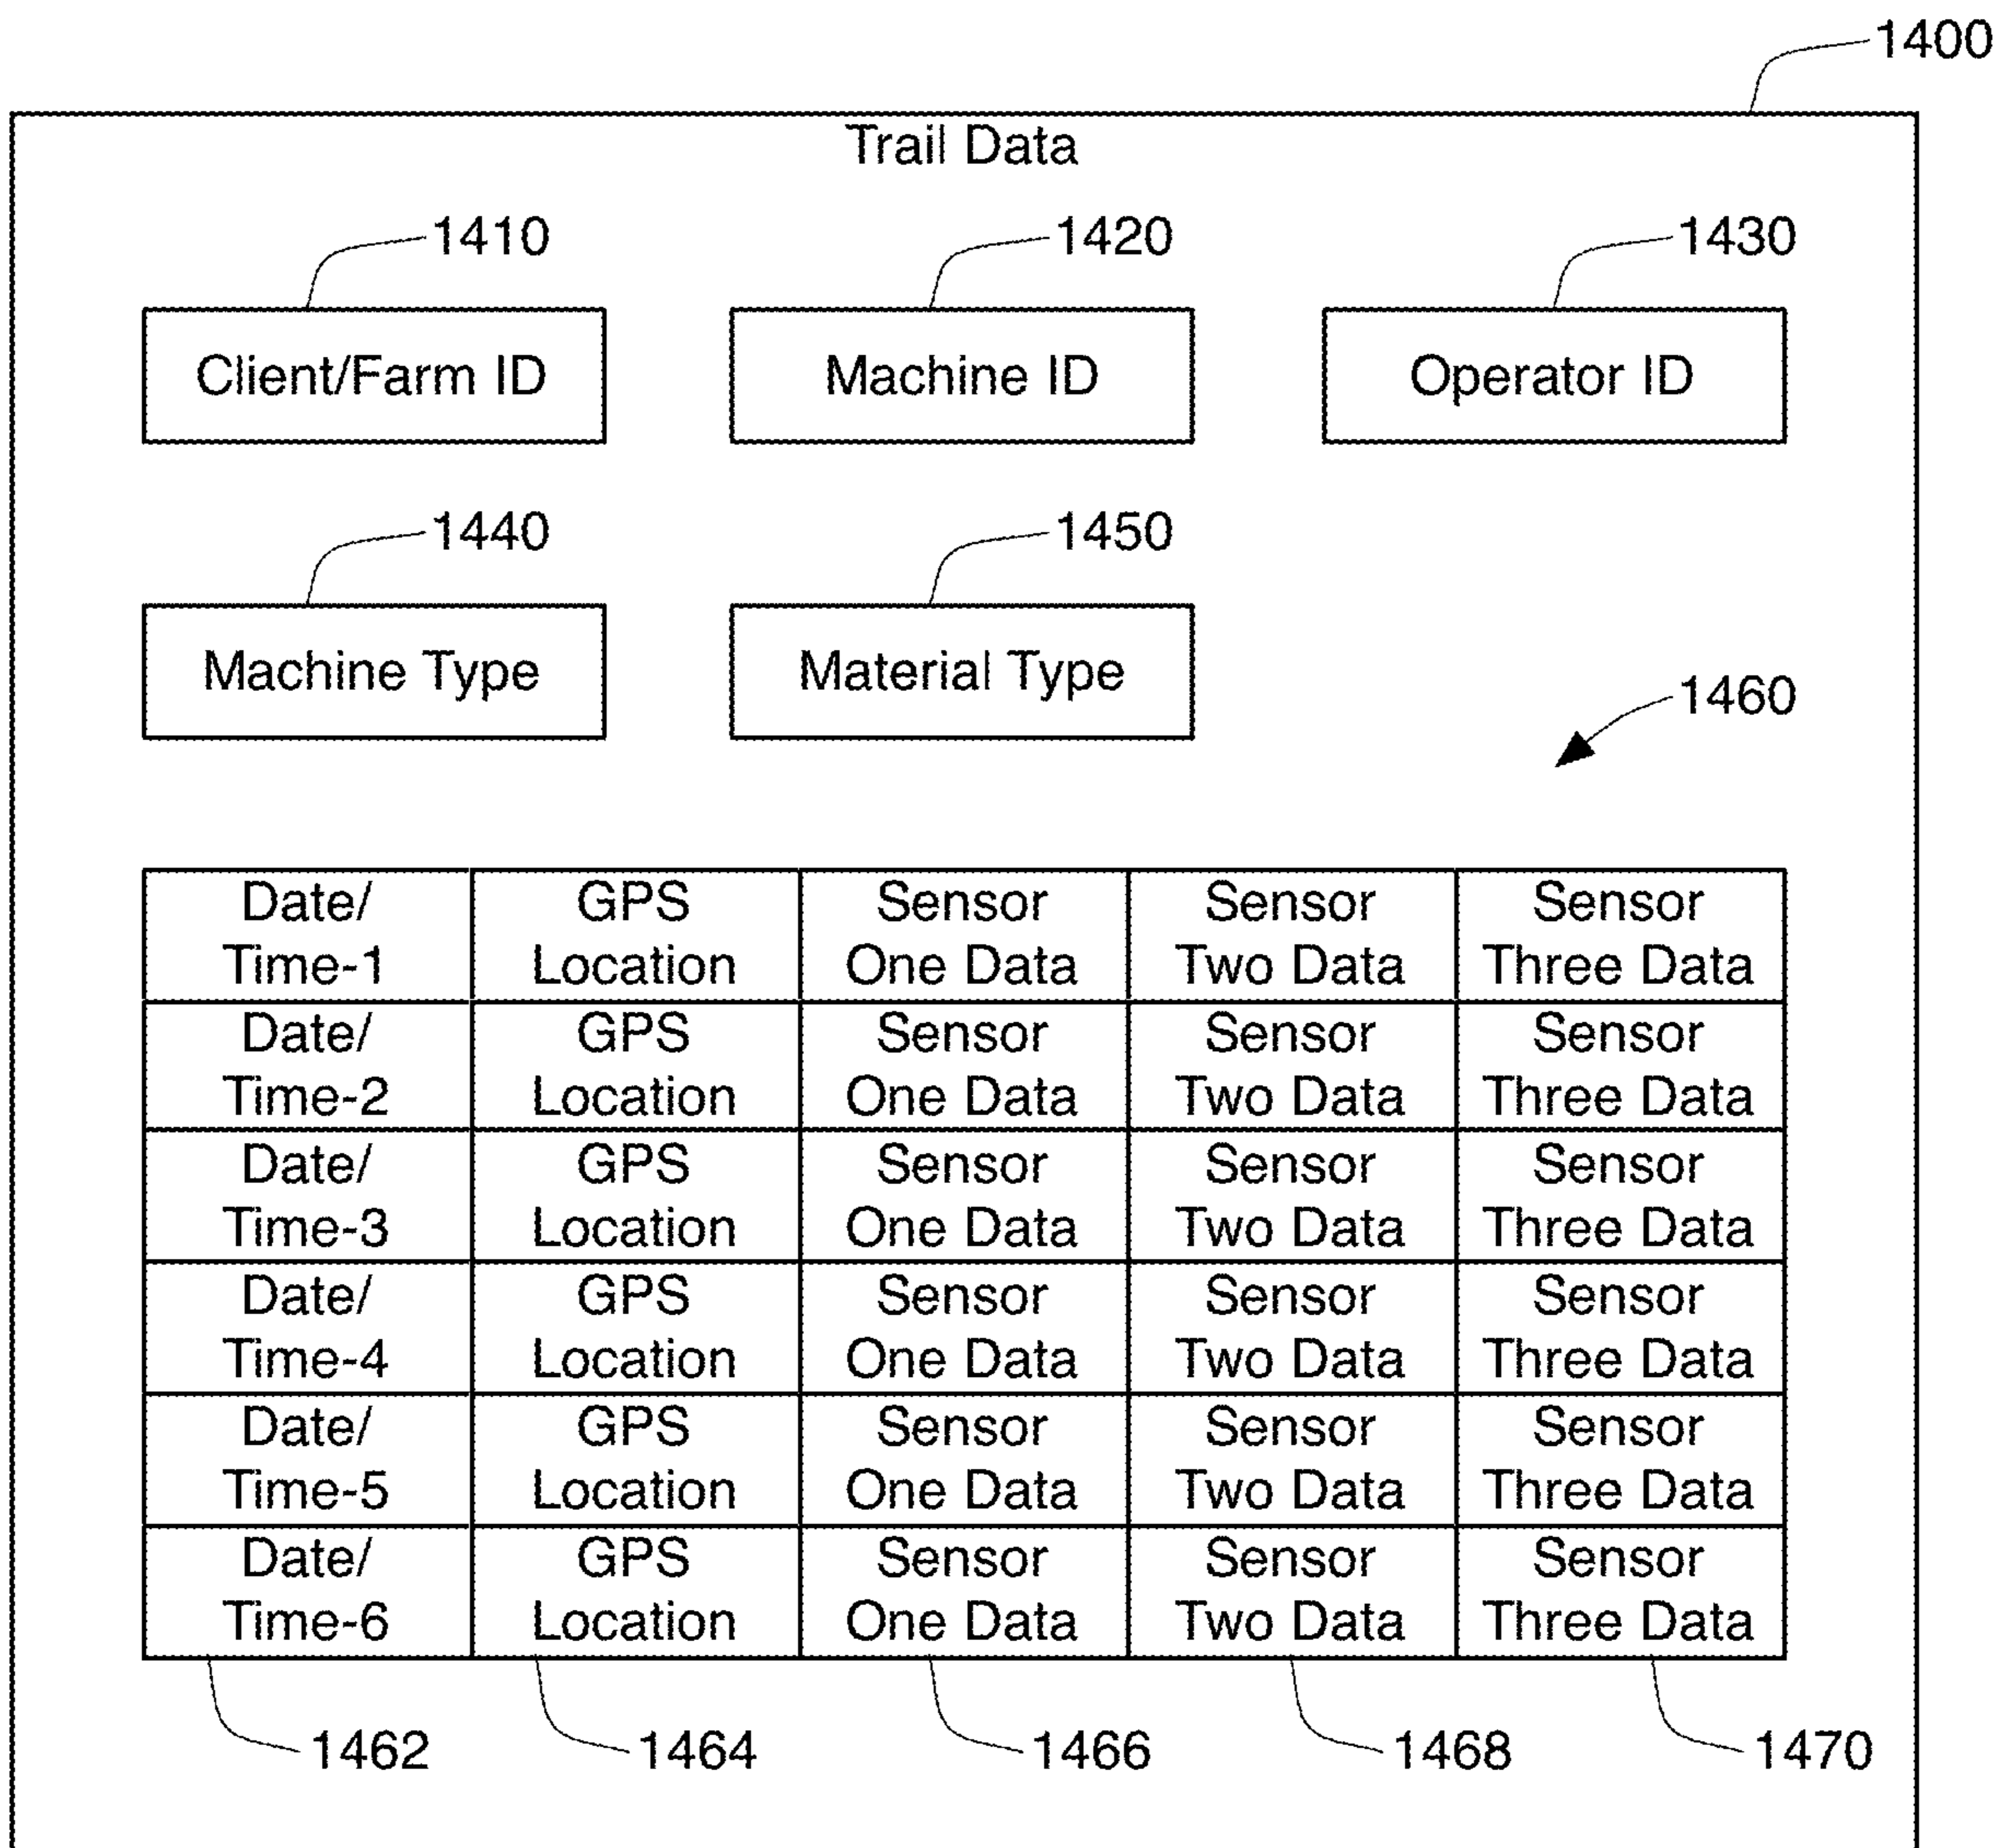 1400
Trail Data
1410 1420 1430
Client/Farm ID Machine ID Operator ID
1440 1450
Machine Type Material Type
1460
Date/ GPS Sensor Sensor Sensor
Time-1 Location One Data Two Data Three Data
Date/ GPS Sensor Sensor Sensor
Time-2 Location One Data Two Data Three Data
Date/ GPS Sensor Sensor Sensor
Time-3 Location One Data Two Data Three Data
Date/ GPS Sensor Sensor Sensor
Time-4 Location One Data Two Data Three Data
Date/ GPS Sensor Sensor Sensor
Time-5 Location One Data Two Data Three Data
Date/ GPS Sensor Sensor Sensor
Time-6 Location One Data Two Data Three Data
1462 1464 1466 1468 1470